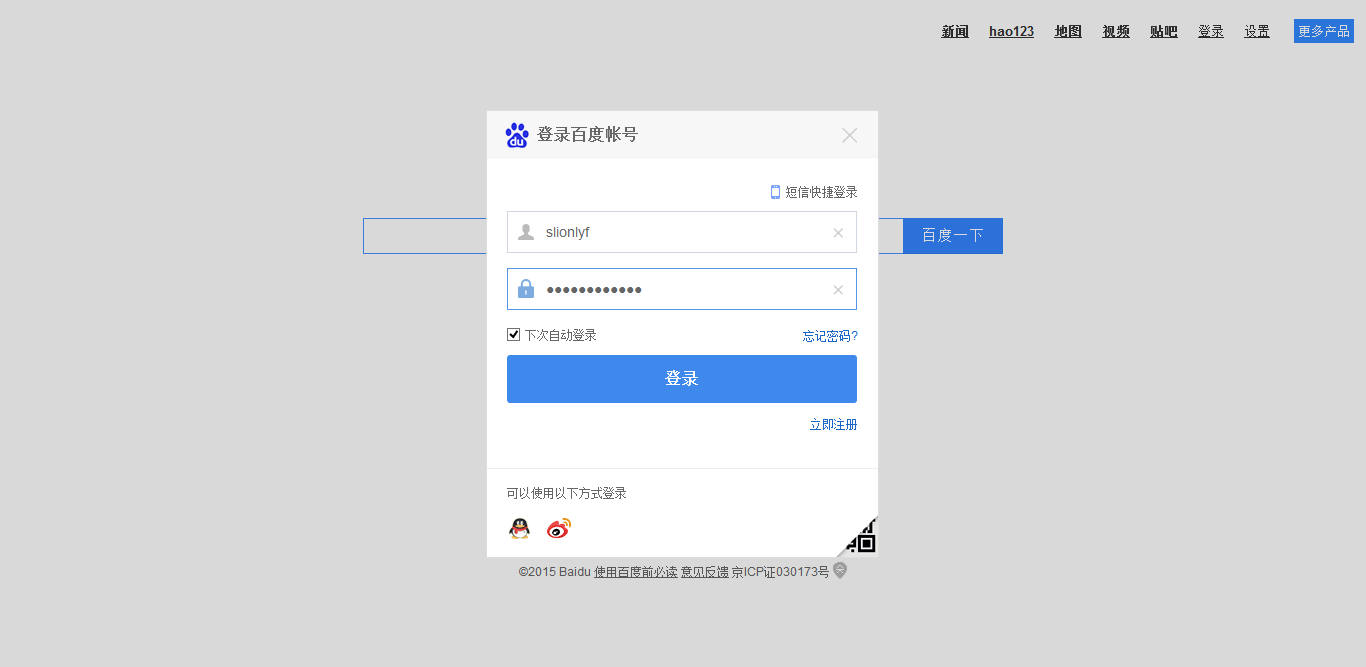 新闻 hao123 地图 视频 贴吧 登录 设置 更多产品
du 登录百度帐号
短信快捷登录
slionlyf
百度一下
●●●●●●●●●●●●
下次自动登录 忘记密码?
登录
立即注册
可以使用以下方式登录
©2015 Baidu 使用百度前必读 意见反馈 京ICP证030173号